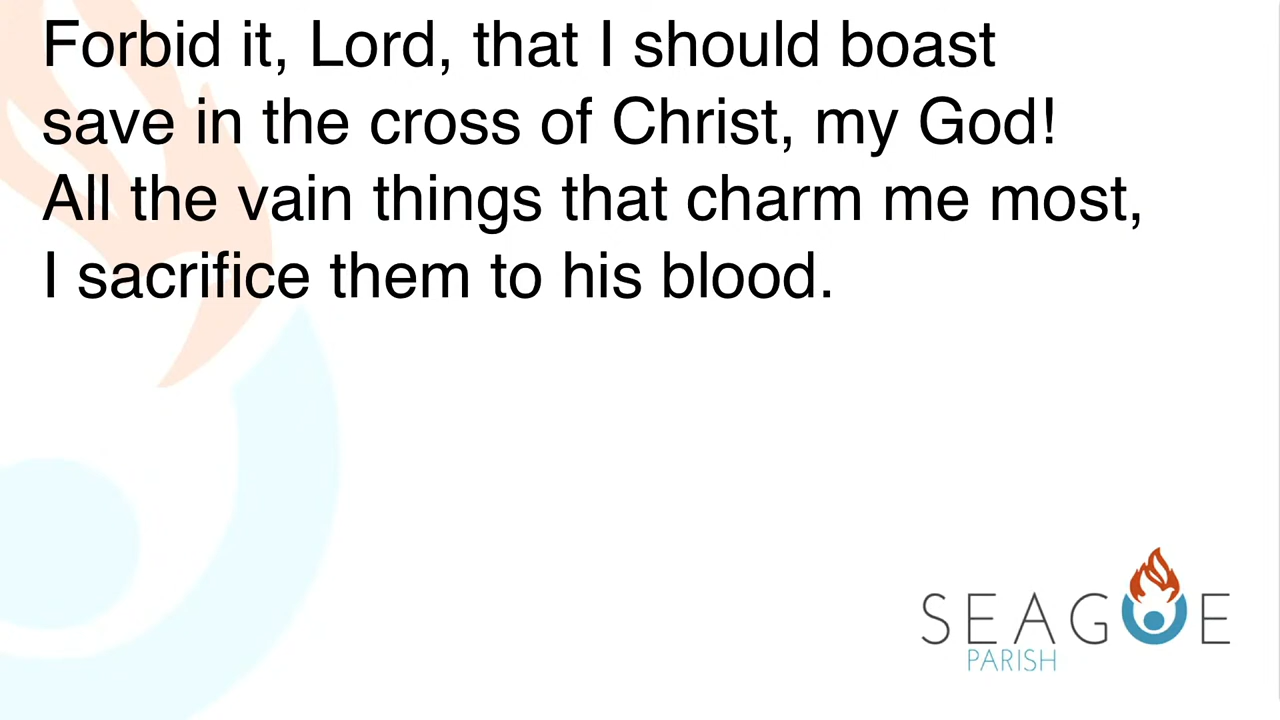 Forbid it, Lord, that I should boast
save in the cross of Christ, my God!
All the vain things that charm me most,
I sacrifice them to his blood.
SEAGOE
PARISH